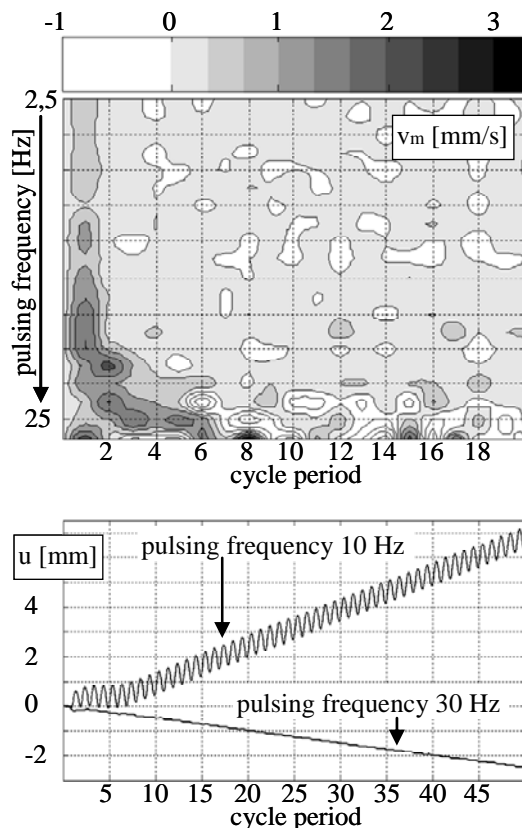 -1 0 1 2 3
2,5
vm [mm/s]
pulsing frequency [Hz]
25
2 4 6 8 10 12 14 16 18
cycle period
u [mm]
pulsing frequency 10 Hz
4
2
0
pulsing frequency 30 Hz
-2
5 10 15 20 25 30 35 40 45
cycle period